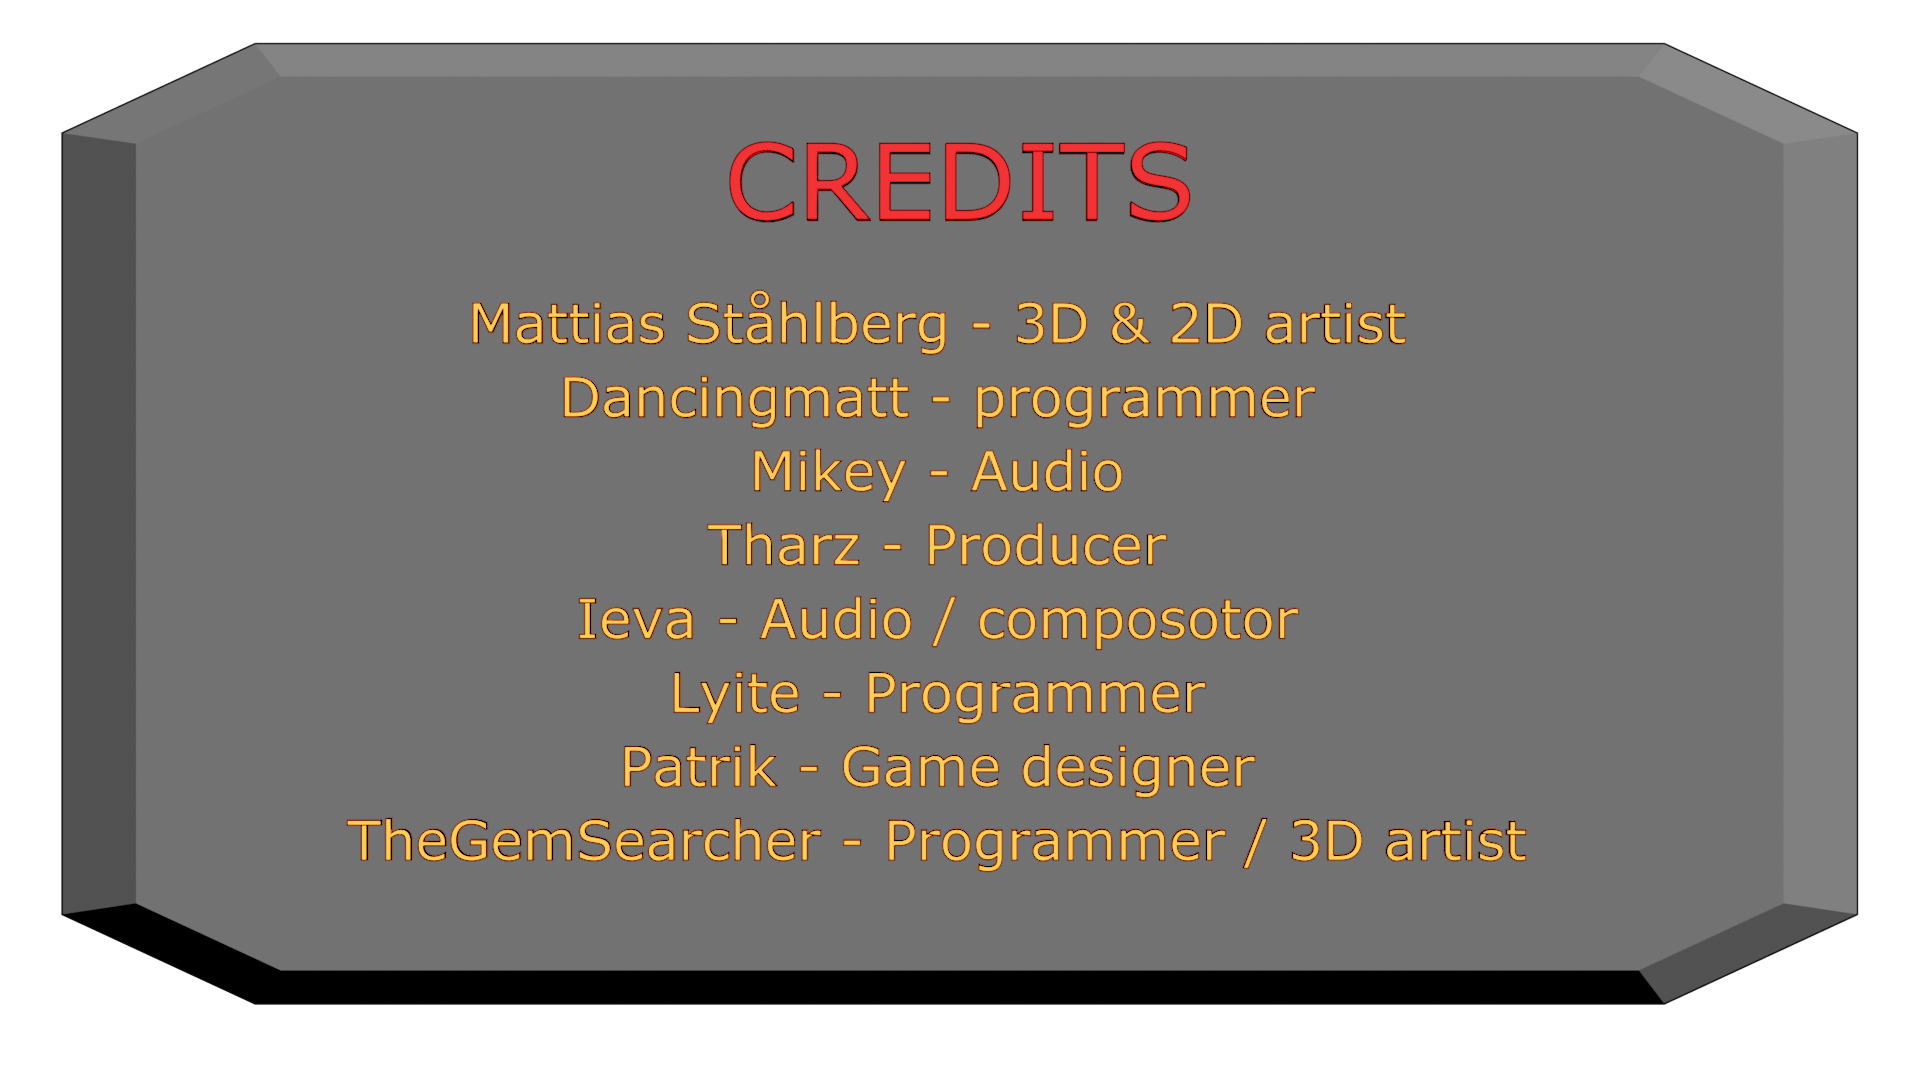 CREDITS
Mattias Ståhlberg - 3D & 2D artist
Dancingmatt - programmer
Mikey - Audio
Tharz - Producer
Ieva - Audio / composotor
Lyite - Programmer
Patrik - Game designer
TheGemSearcher - Programmer / 3D artist